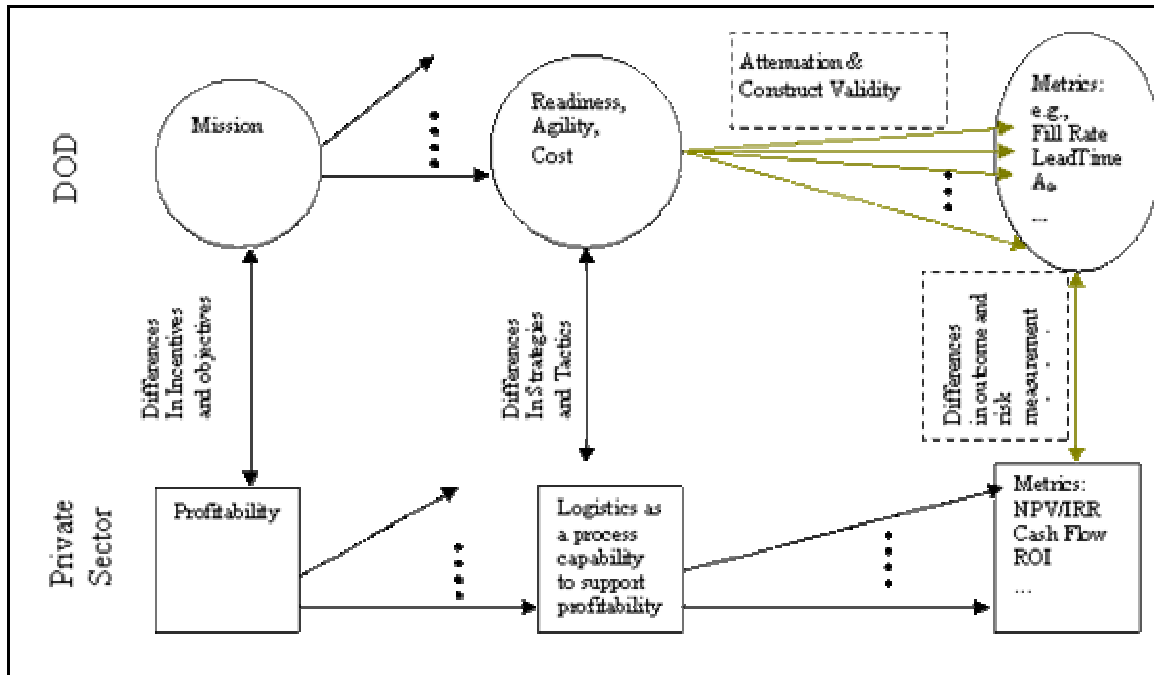 DOD
Mission
Readiness,
Agility,
Cost
Attenuation &
Construct Validity
Metrics:
e.g.,
Fill Rate
LeadTime
Ao
...
Differences
In Incentives
and objectives
Differences
In Strategies
and Tactics
Differences
in outcome and
risk
measurement
Private
Sector
Profitability
Logistics as
a process
capability
to support
profitability
Metrics:
NPV/IRR
Cash Flow
ROI
...